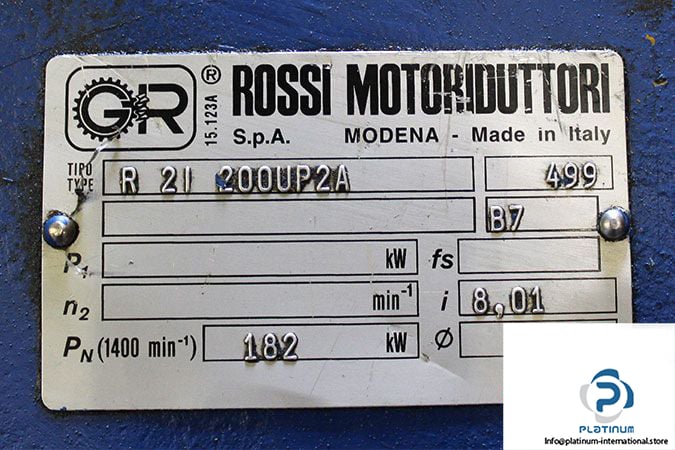 GR ® ROSSI MOTORIDUTTORI
15.123A
S.p.A. MODENA - Made in Italy
TIPO
TYPE R 2I 200UP2A 499
B7
P1 kW fs
n2 min-1 i 8,01
PN (1400 min-1) 182 kW Ø
PLATINUM
Info@platinum-international.store